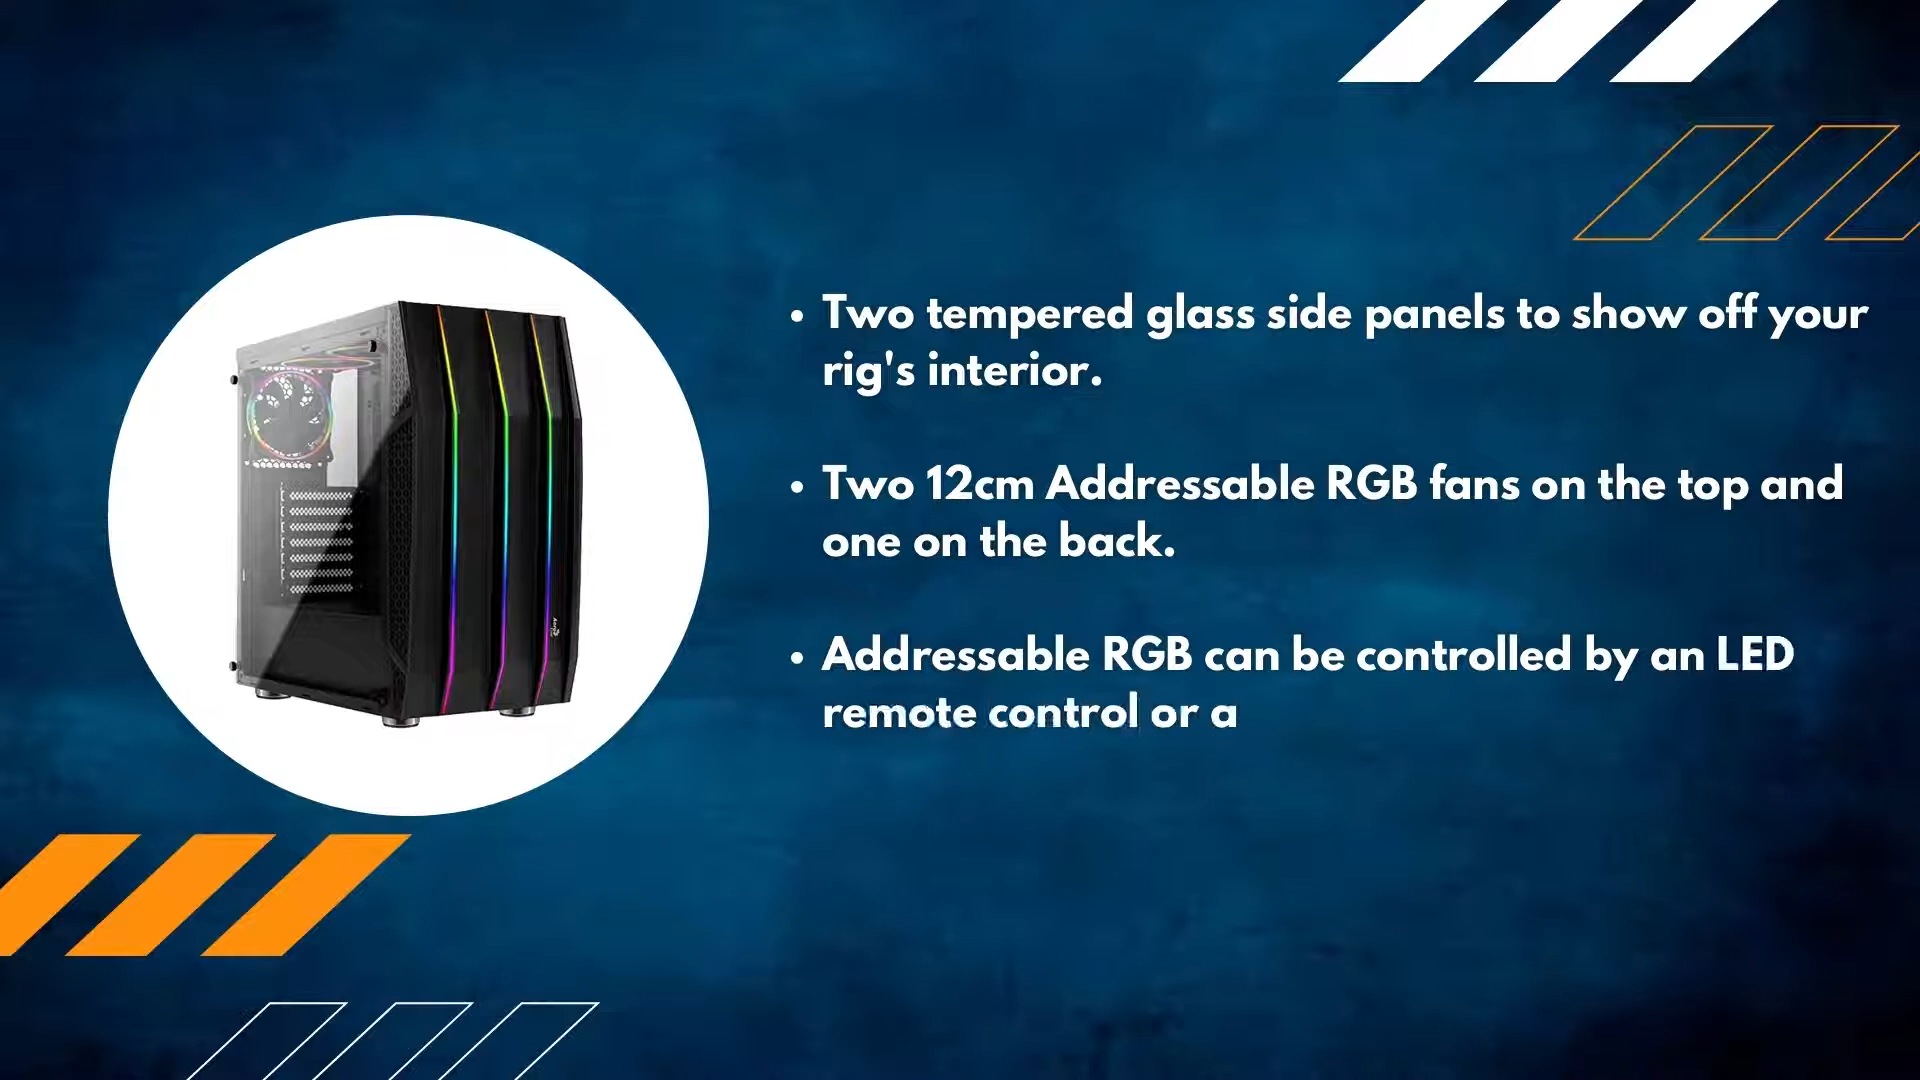 Two tempered glass side panels to show off your
rig's interior.
Two 12cm Addressable RGB fans on the top and
one on the back.
Addressable RGB can be controlled by an LED
remote control or a